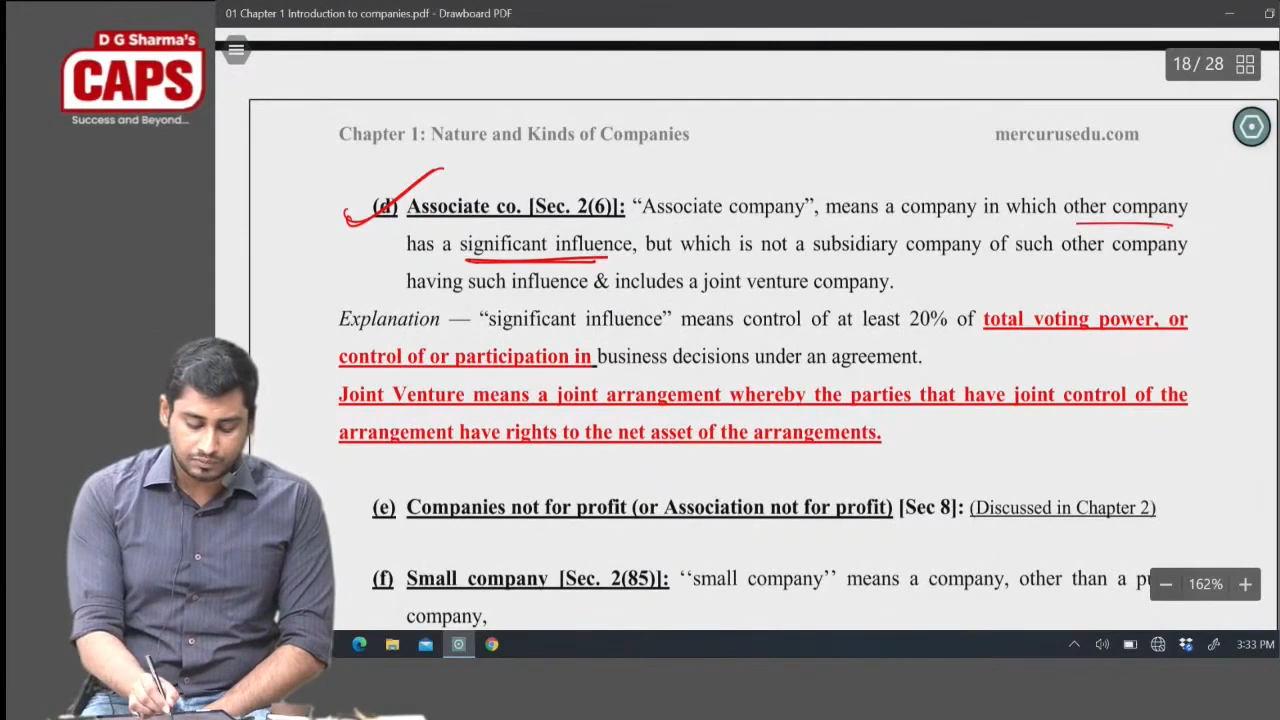 01 Chapter 1 Introduction to companies.pdf - Drawboard PDF
D G Sharma's
CAPS
Success and Beyond...
18 / 28
Chapter 1: Nature and Kinds of Companies
mercurusedu.com
(d) Associate co. [Sec. 2(6)]: “Associate company”, means a company in which other company
has a significant influence, but which is not a subsidiary company of such other company
having such influence & includes a joint venture company.
Explanation — “significant influence” means control of at least 20% of total voting power, or
control of or participation in business decisions under an agreement.
Joint Venture means a joint arrangement whereby the parties that have joint control of the
arrangement have rights to the net asset of the arrangements.
(e) Companies not for profit (or Association not for profit) [Sec 8]: (Discussed in Chapter 2)
(f) Small company [Sec. 2(85)]: ‘‘small company’’ means a company, other than a
company,
162%
3:33 PM